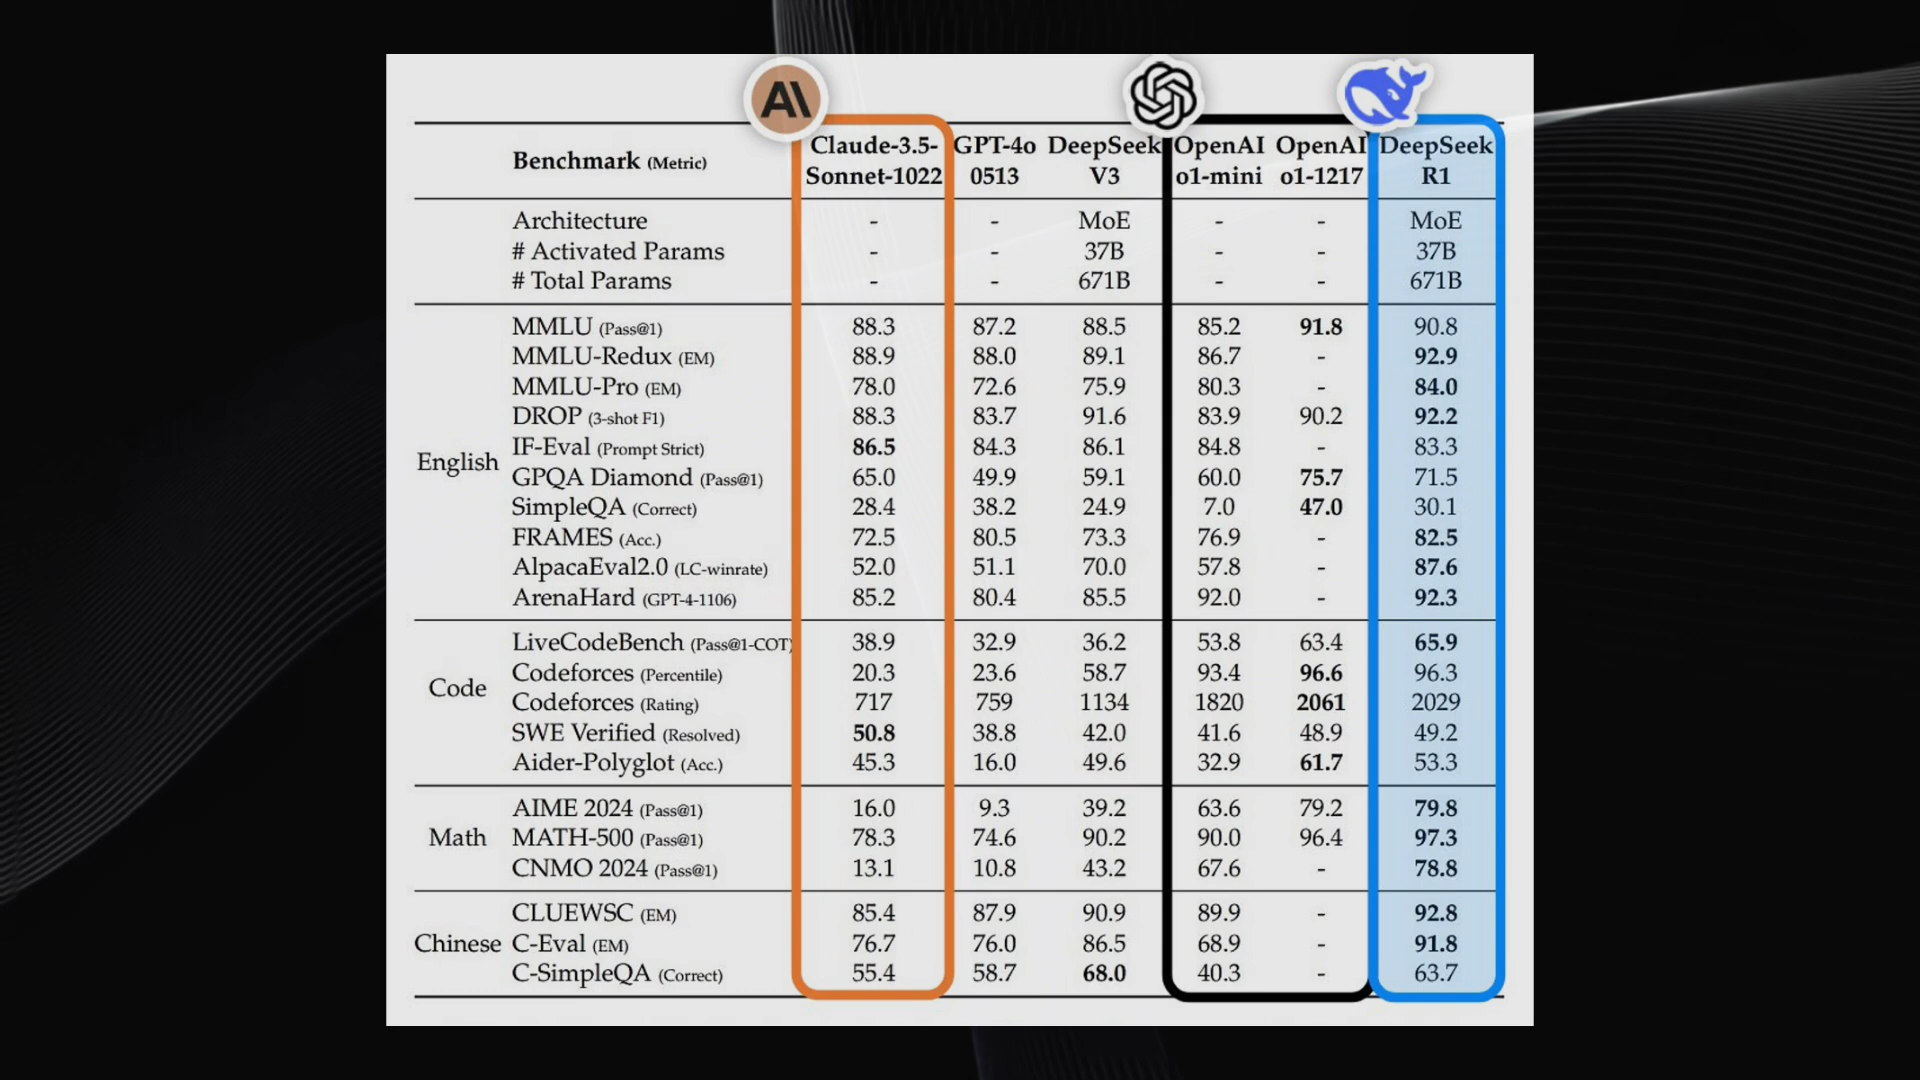 Benchmark (Metric) Claude-3.5-Sonnet-1022 GPT-4o 0513 DeepSeek V3 OpenAI o1-mini OpenAI o1-1217 DeepSeek R1
Architecture - - MoE - - MoE
# Activated Params - - 37B - - 37B
# Total Params - - 671B - - 671B
English
MMLU (Pass@1) 88.3 87.2 88.5 85.2 91.8 90.8
MMLU-Redux (EM) 88.9 88.0 89.1 86.7 - 92.9
MMLU-Pro (EM) 78.0 72.6 75.9 80.3 - 84.0
DROP (3-shot F1) 88.3 83.7 91.6 83.9 90.2 92.2
IF-Eval (Prompt Strict) 86.5 84.3 86.1 84.8 - 83.3
GPQA Diamond (Pass@1) 65.0 49.9 59.1 60.0 75.7 71.5
SimpleQA (Correct) 28.4 38.2 24.9 7.0 47.0 30.1
FRAMES (Acc.) 72.5 80.5 73.3 76.9 - 82.5
AlpacaEval2.0 (LC-winrate) 52.0 51.1 70.0 57.8 - 87.6
ArenaHard (GPT-4-1106) 85.2 80.4 85.5 92.0 - 92.3
Code
LiveCodeBench (Pass@1-COT) 38.9 32.9 36.2 53.8 63.4 65.9
Codeforces (Percentile) 20.3 23.6 58.7 93.4 96.6 96.3
Codeforces (Rating) 717 759 1134 1820 2061 2029
SWE Verified (Resolved) 50.8 38.8 42.0 41.6 48.9 49.2
Aider-Polyglot (Acc.) 45.3 16.0 49.6 32.9 61.7 53.3
Math
AIME 2024 (Pass@1) 16.0 9.3 39.2 63.6 79.2 79.8
MATH-500 (Pass@1) 78.3 74.6 90.2 90.0 96.4 97.3
CNMO 2024 (Pass@1) 13.1 10.8 43.2 67.6 - 78.8
Chinese
CLUEWSC (EM) 85.4 87.9 90.9 89.9 - 92.8
C-Eval (EM) 76.7 76.0 86.5 68.9 - 91.8
C-SimpleQA (Correct) 55.4 58.7 68.0 40.3 - 63.7